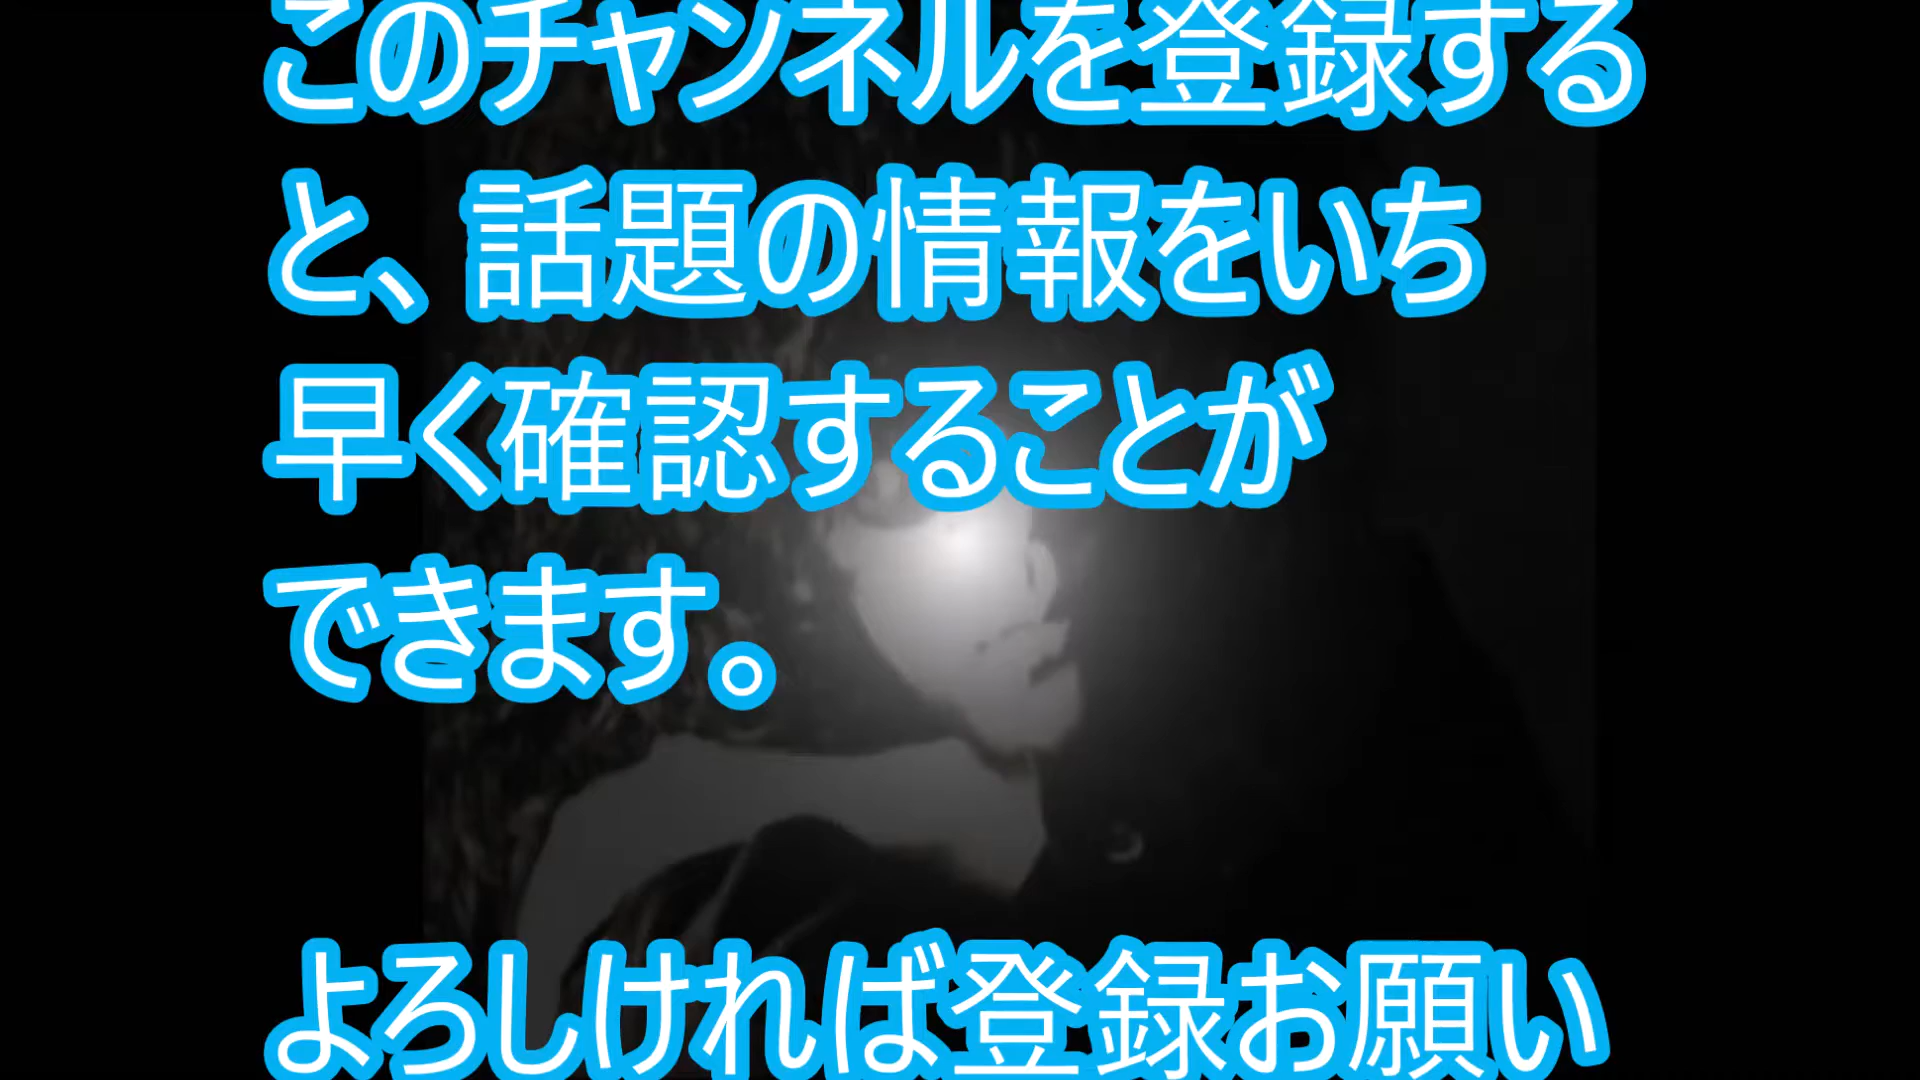 このチャンネルを登録する
と、話題の情報をいち
早く確認することが
できます。
よろしければ登録お願い